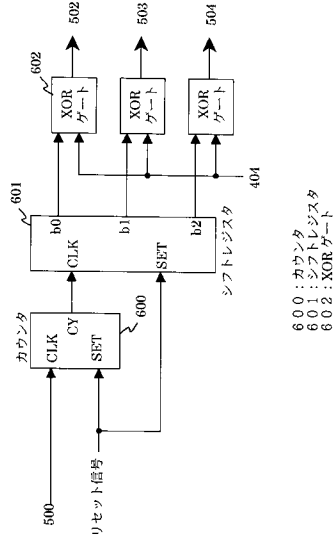 カウンタ
500
CLK
CY
SET
600
リセット信号
601
CLK
SET
b0
b1
b2
シフトレジスタ
602
XOR
ゲート
502
XOR
ゲート
503
XOR
ゲート
504
404
600：カウンタ
601：シフトレジスタ
602：XORゲート